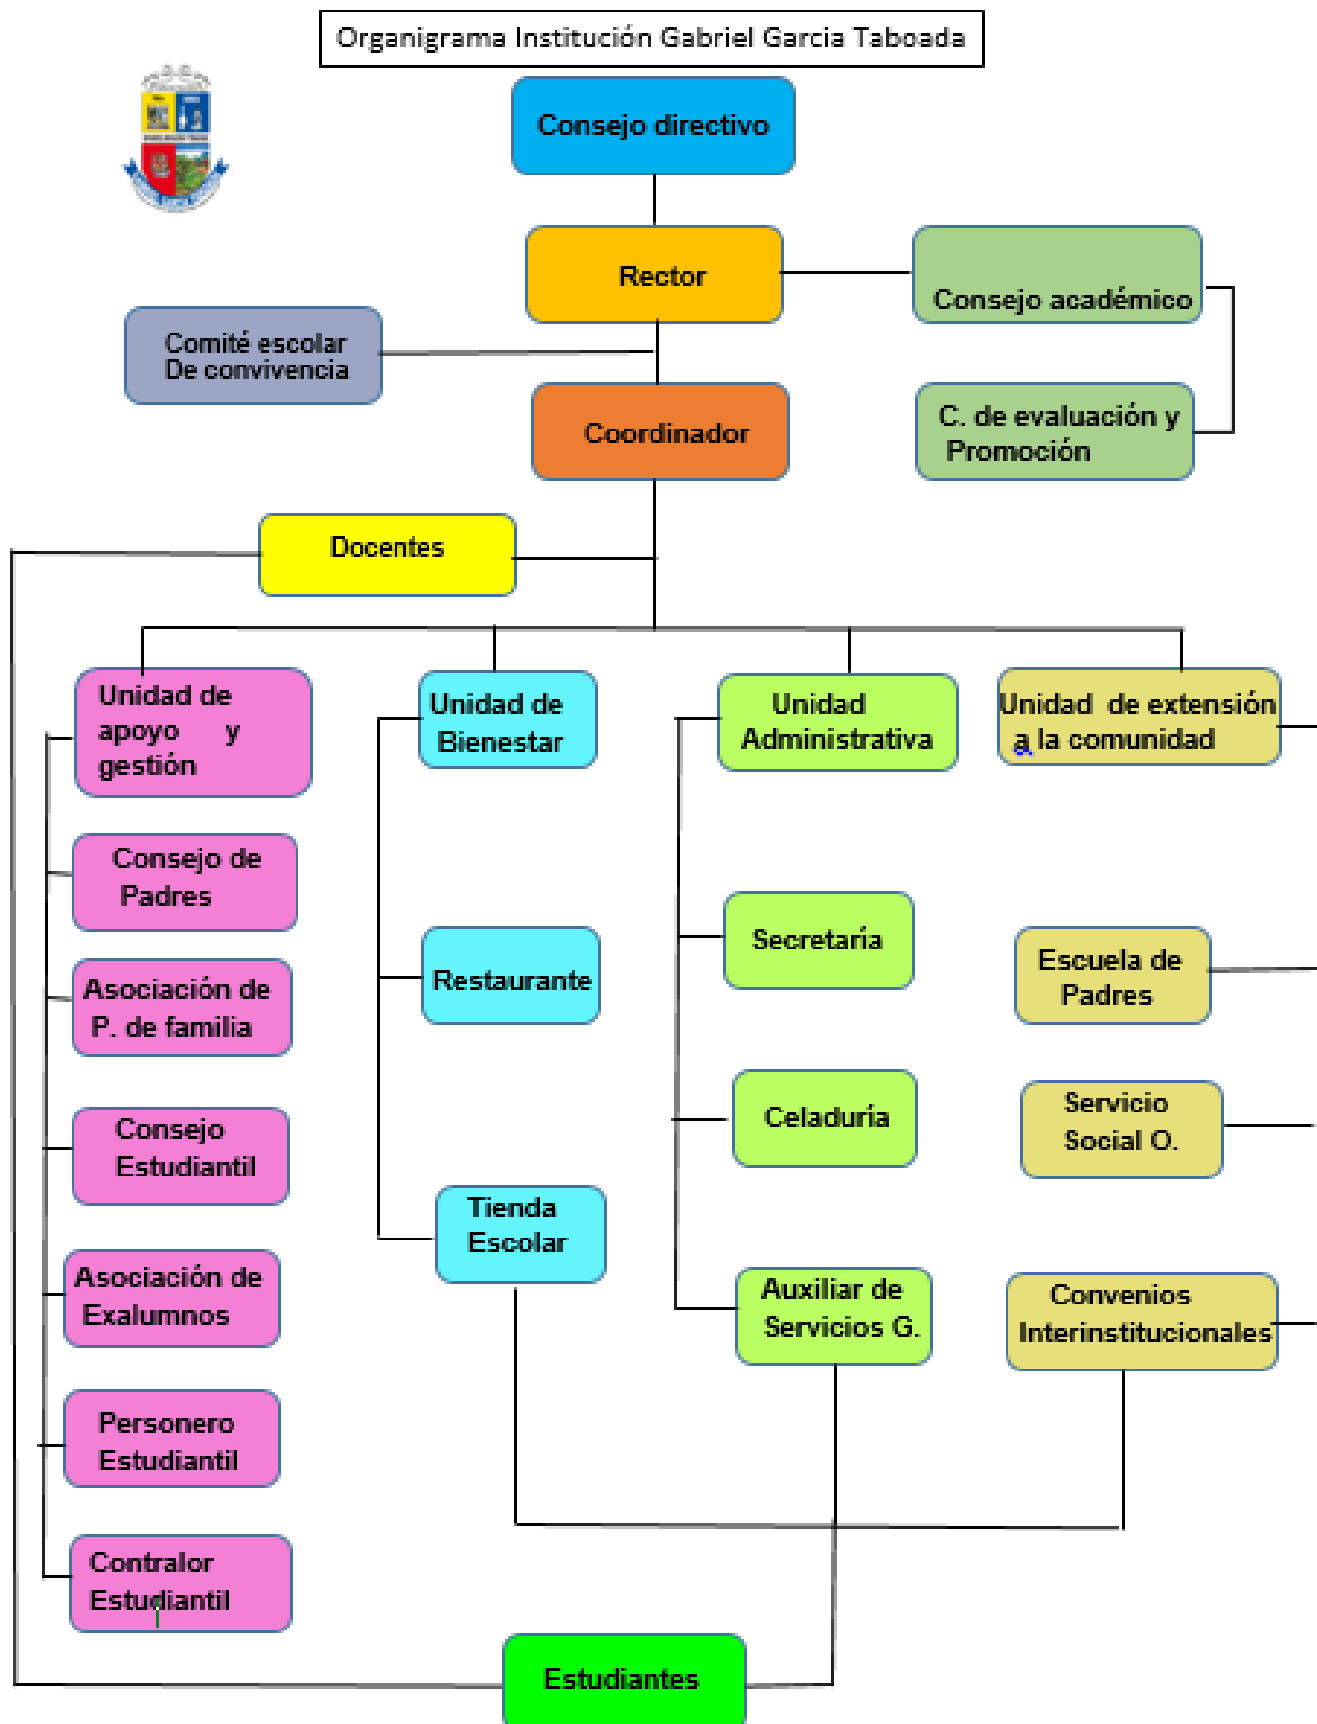 Organigrama Institución Gabriel Garcia Taboada
Consejo directivo
Rector
Consejo académico
Comité escolar
De convivencia
Coordinador
C. de evaluación y
Promoción
Docentes
Unidad de
apoyo y
gestión
Unidad de
Bienestar
Unidad
Administrativa
Unidad de extensión
a la comunidad
Consejo de
Padres
Secretaría
Restaurante
Escuela de
Padres
Asociación de
P. de familia
Celaduría
Servicio
Social O.
Consejo
Estudiantil
Tienda
Escolar
Asociación de
Exalumnos
Auxiliar de
Servicios G.
Convenios
Interinstitucionales
Personero
Estudiantil
Contralor
Estudiantil
Estudiantes